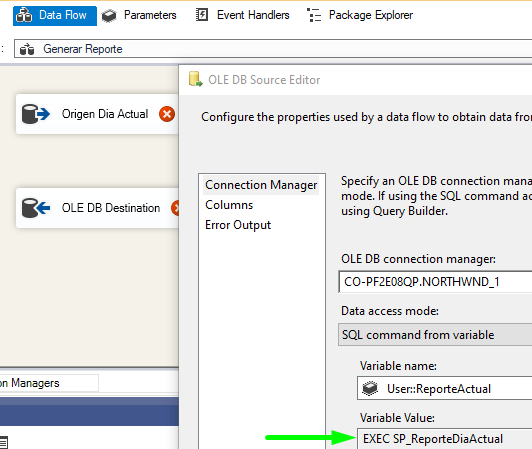 Data Flow Parameters Event Handlers Package Explorer
: Generar Reporte
OLE DB Source Editor
Origen Dia Actual
Configure the properties used by a data flow to obtain data from
OLE DB Destination
Connection Manager
Columns
Error Output
Specify an OLE DB connection mana
mode. If using the SQL command ac
using Query Builder.
OLE DB connection manager:
CO-PF2E08QP.NORTHWND_1
Data access mode:
SQL command from variable
Variable name:
User::ReporteActual
on Managers
Variable Value:
EXEC SP_ReporteDiaActual